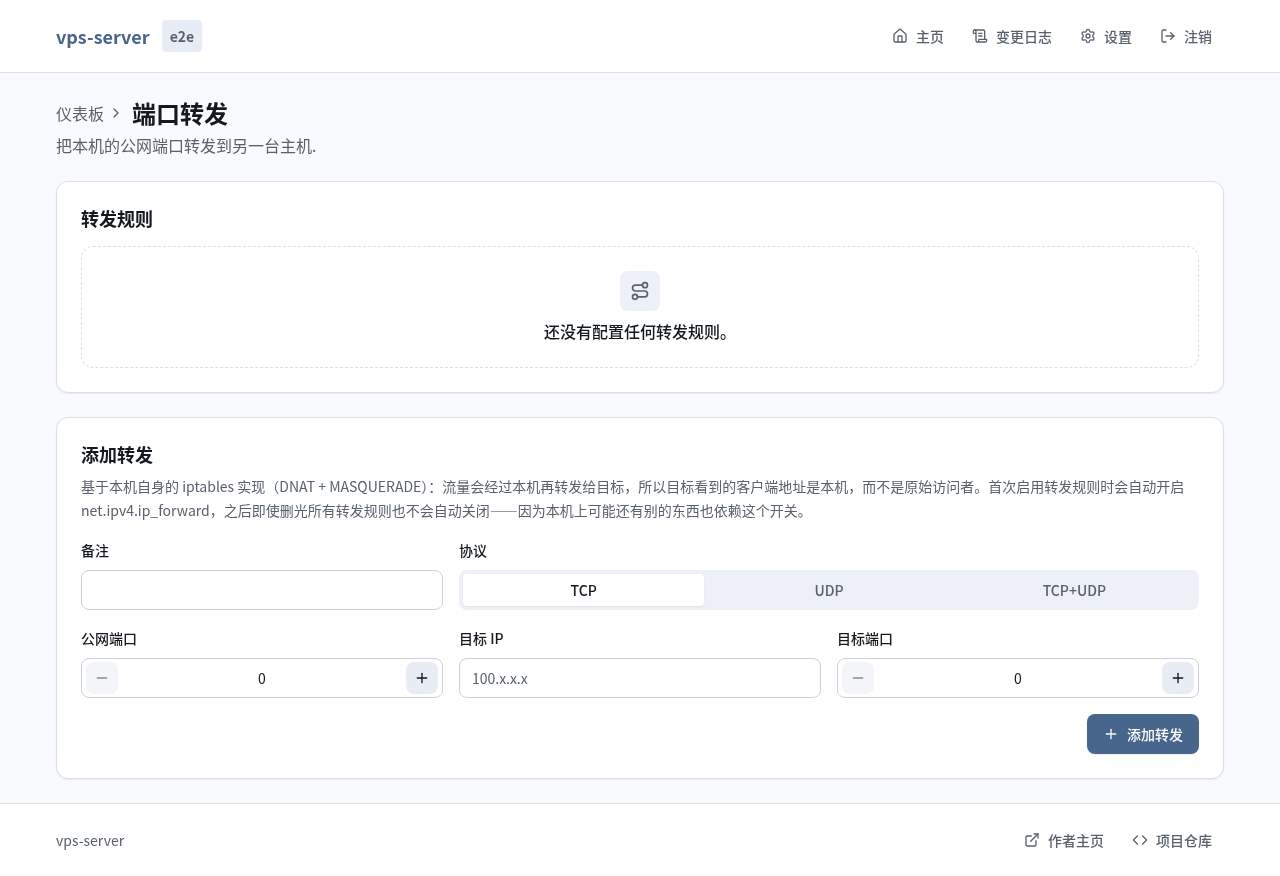 vps-server e2e 主页 变更日志 设置 注销
仪表板 端口转发
把本机的公网端口转发到另一台主机.
转发规则
还没有配置任何转发规则。
添加转发
基于本机自身的 iptables 实现（DNAT + MASQUERADE）：流量会经过本机再转发给目标，所以目标看到的客户端地址是本机，而不是原始访问者。首次启用转发规则时会自动开启
net.ipv4.ip_forward，之后即使删光所有转发规则也不会自动关闭——因为本机上可能还有别的东西也依赖这个开关。
备注 协议
TCP UDP TCP+UDP
公网端口 目标 IP 目标端口
0 100.x.x.x 0
添加转发
vps-server 作者主页 项目仓库